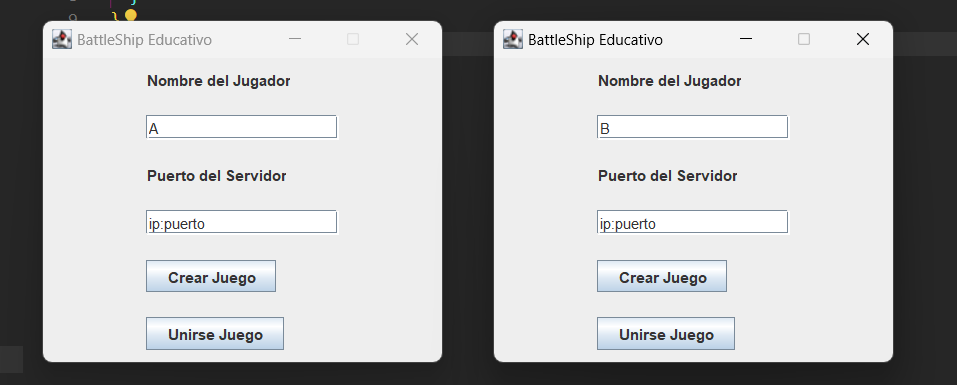 9 }
BattleShip Educativo
Nombre del Jugador
A
Puerto del Servidor
ip:puerto
Crear Juego
Unirse Juego
BattleShip Educativo
Nombre del Jugador
B
Puerto del Servidor
ip:puerto
Crear Juego
Unirse Juego